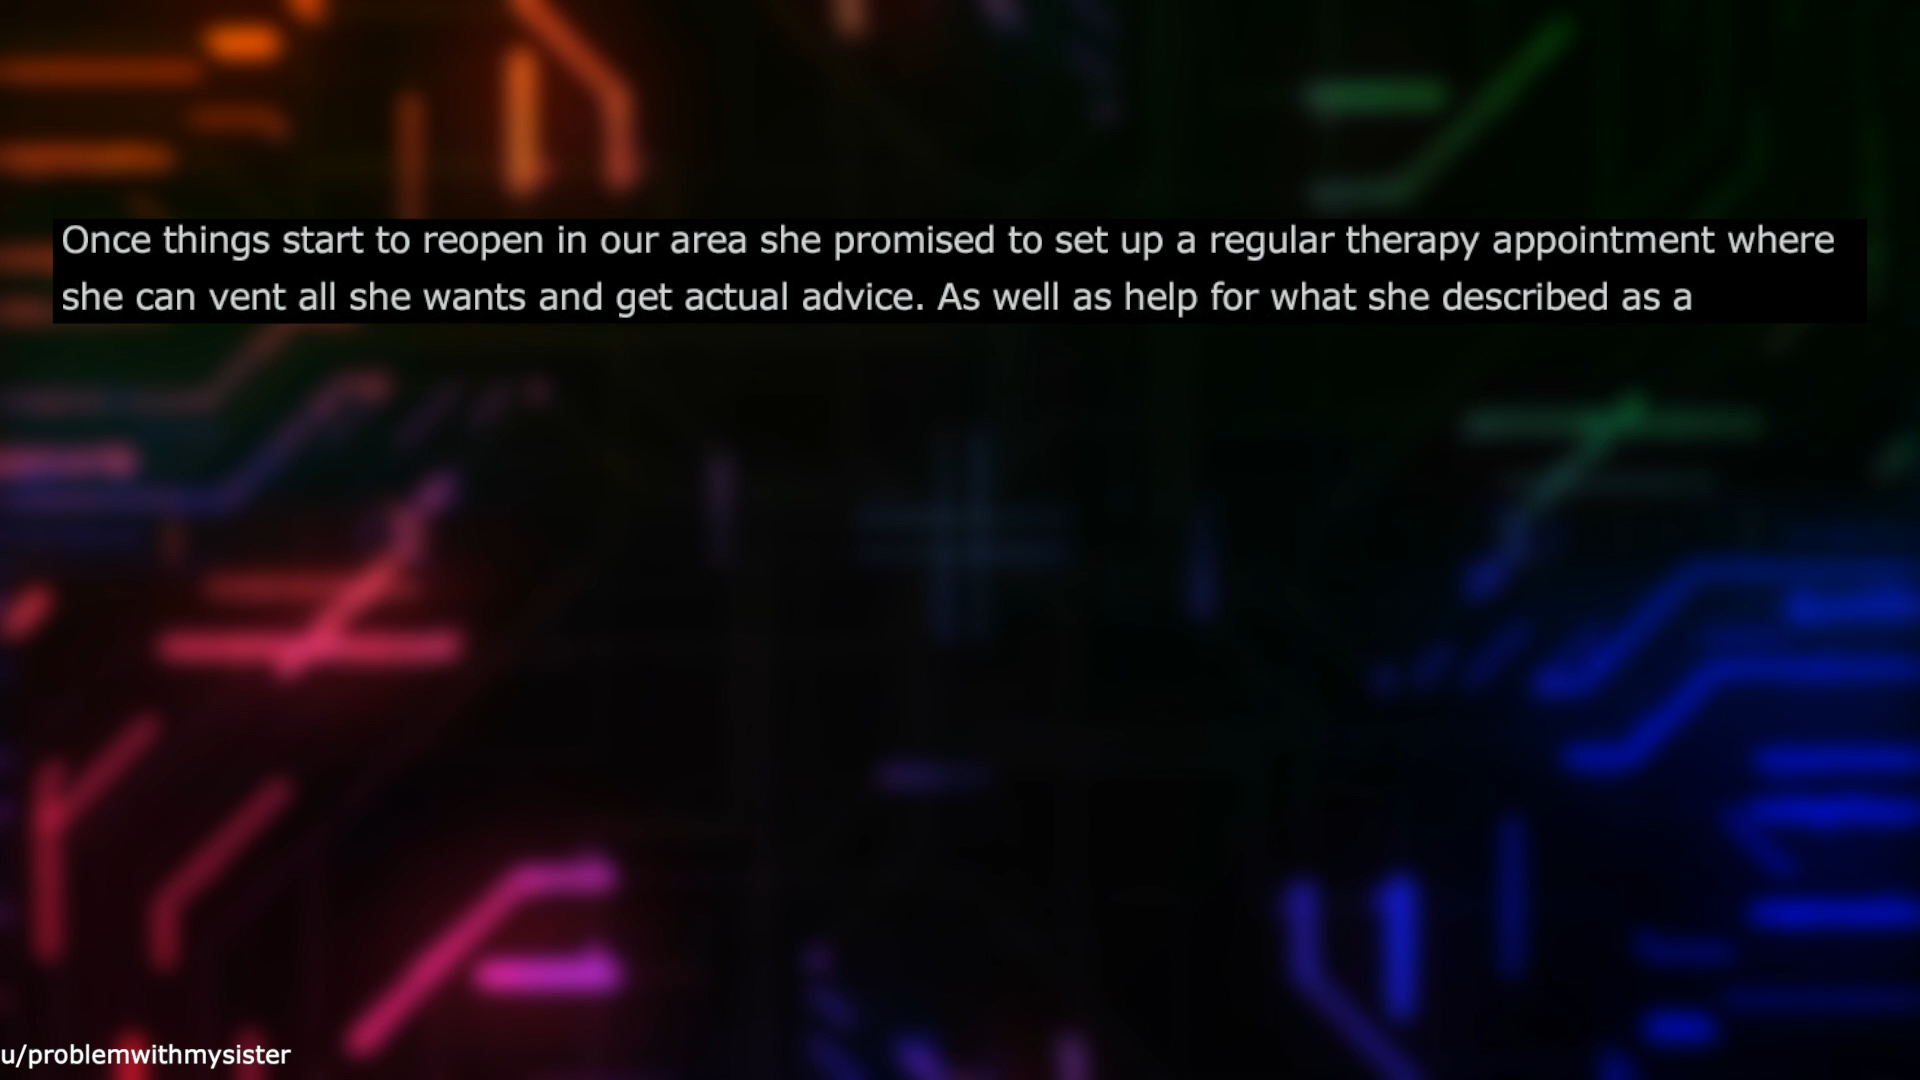 Once things start to reopen in our area she promised to set up a regular therapy appointment where
she can vent all she wants and get actual advice. As well as help for what she described as a
u/problemwithmysister